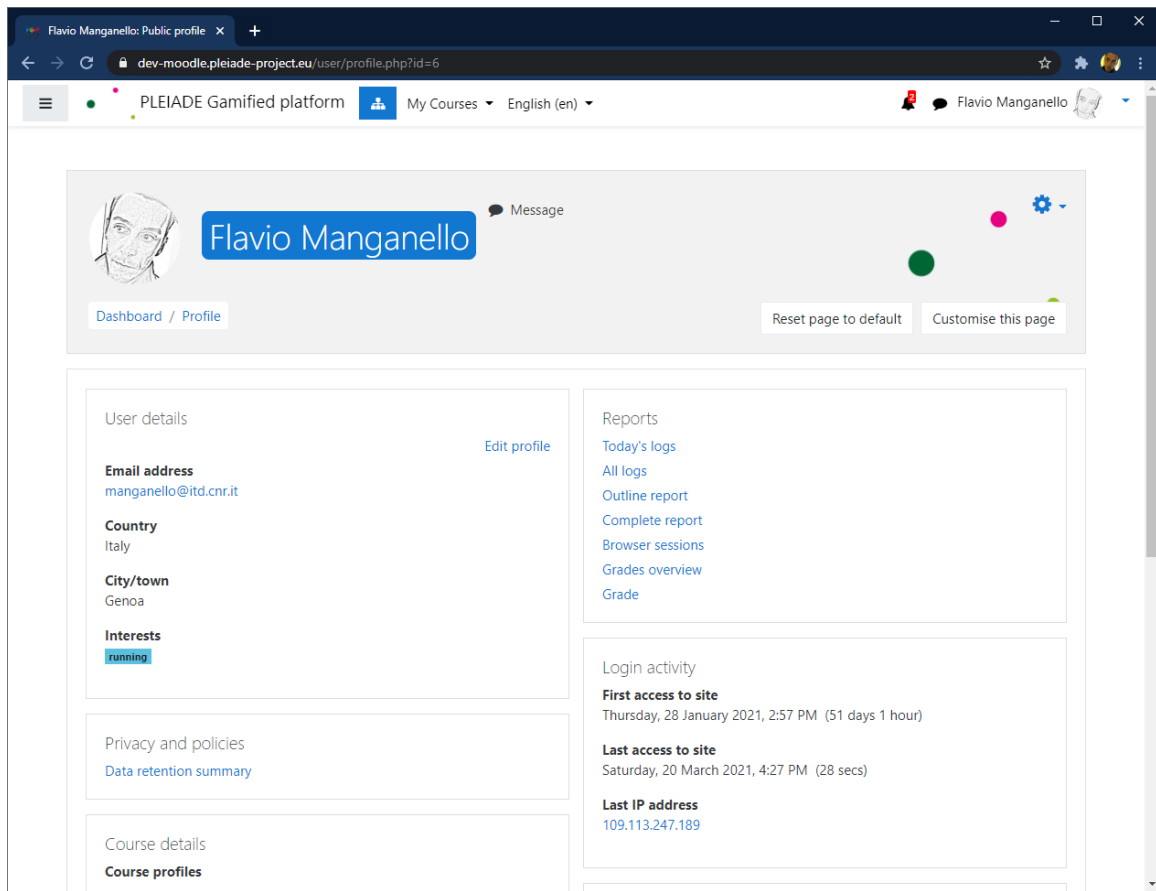 Flavio Manganello: Public profile
dev-moodle.pleiade-project.eu/user/profile.php?id=6
PLEIADE Gamified platform My Courses English (en) 2 Flavio Manganello
Flavio Manganello
Message
Dashboard / Profile
Reset page to default Customise this page
User details
Edit profile
Email address
manganello@itd.cnr.it
Country
Italy
City/town
Genoa
Interests
running
Privacy and policies
Data retention summary
Course details
Course profiles
Reports
Today's logs
All logs
Outline report
Complete report
Browser sessions
Grades overview
Grade
Login activity
First access to site
Thursday, 28 January 2021, 2:57 PM (51 days 1 hour)
Last access to site
Saturday, 20 March 2021, 4:27 PM (28 secs)
Last IP address
109.113.247.189